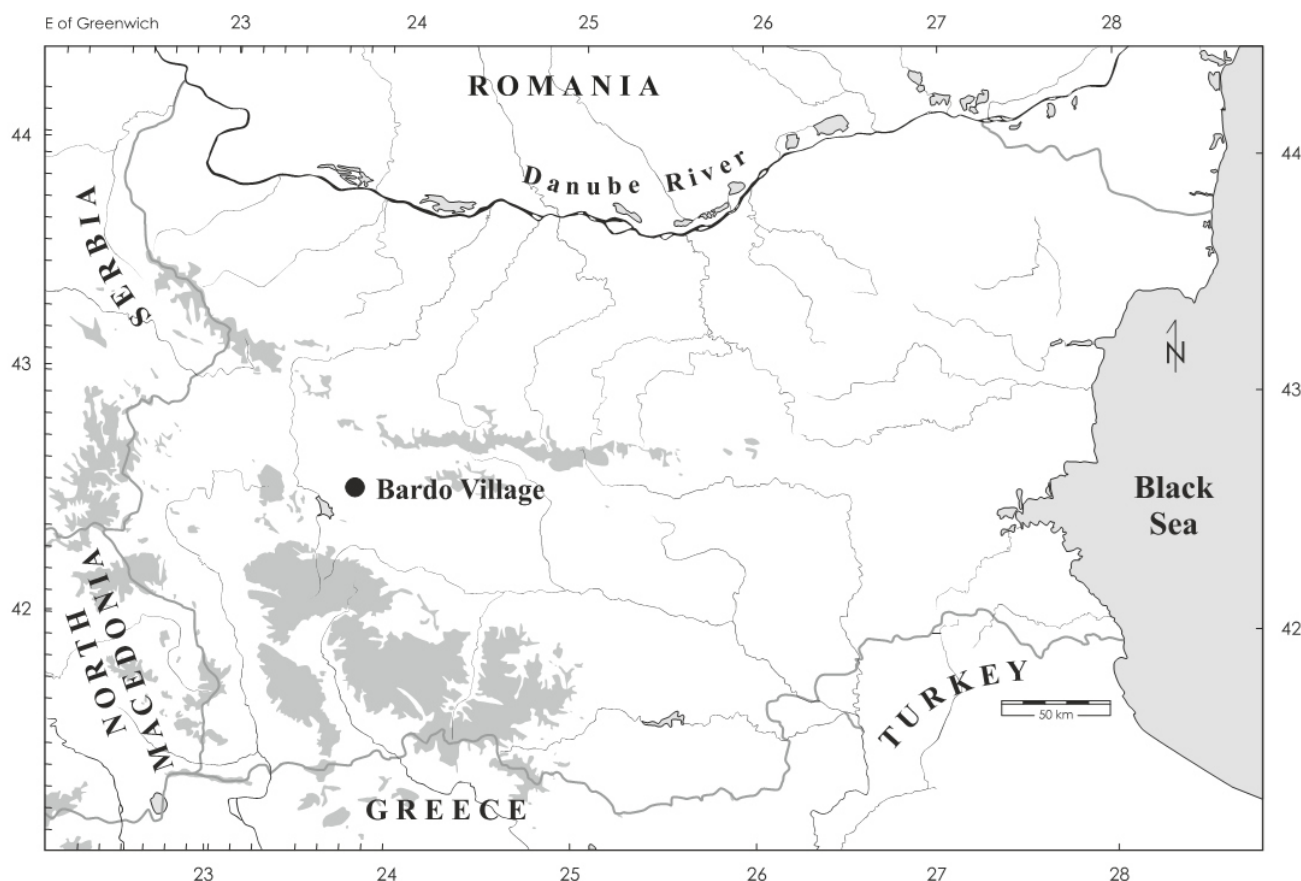 E of Greenwich 23 24 25 26 27 28
ROMANIA
44
44
Danube River
SERBIA
N
43
43
Bardo Village
Black
Sea
NORTH
MACEDONIA
42
42
TURKEY
50 km
GREECE
23 24 25 26 27 28